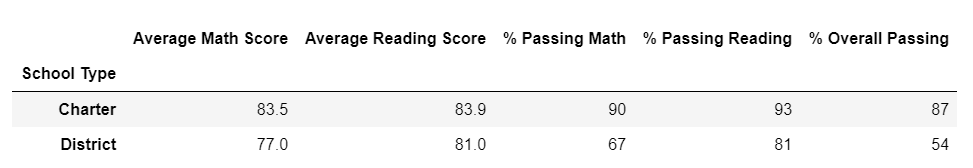 Average Math Score Average Reading Score % Passing Math % Passing Reading % Overall Passing
School Type
Charter 83.5 83.9 90 93 87
District 77.0 81.0 67 81 54